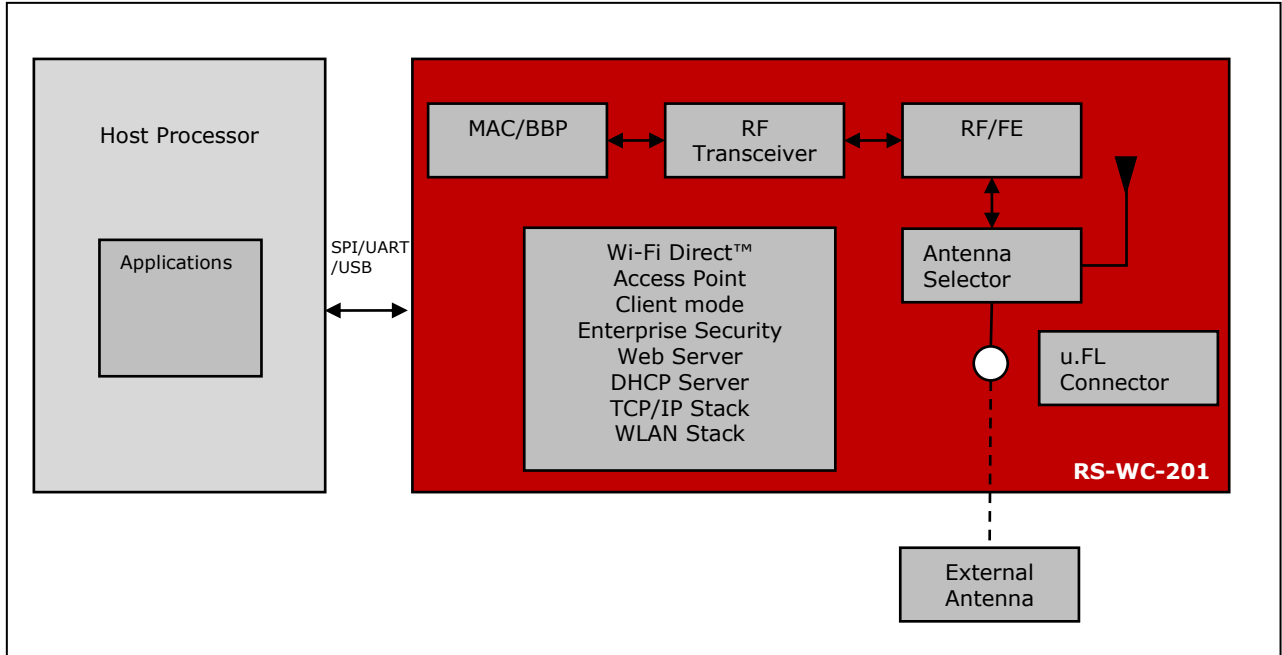 Host Processor
Applications
SPI/UART
/USB
MAC/BBP
RF
Transceiver
RF/FE
Wi-Fi Direct™
Access Point
Client mode
Enterprise Security
Web Server
DHCP Server
TCP/IP Stack
WLAN Stack
Antenna
Selector
u.FL
Connector
RS-WC-201
External
Antenna